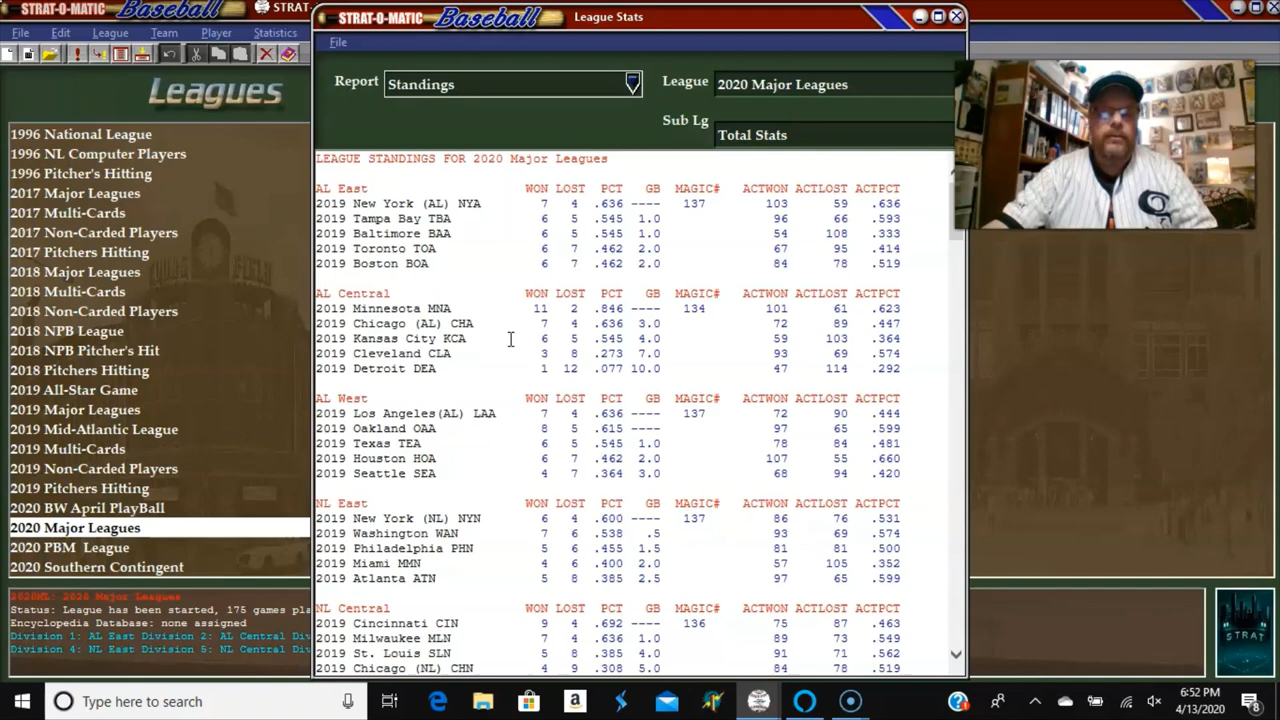 STRAT-O-MATIC Baseball
STRAT-
STRAT-O-MATIC Baseball League Stats
File Edit League Team Player Statistics
File
Leagues
Report Standings League 2020 Major Leagues
Sub Lg Total Stats
1996 National League
1996 NL Computer Players
1996 Pitcher's Hitting
2017 Major Leagues
2017 Multi-Cards
2017 Non-Carded Players
2017 Pitchers Hitting
2018 Major Leagues
2018 Multi-Cards
2018 Non-Carded Players
2018 NPB League
2018 NPB Pitcher's Hit
2018 Pitchers Hitting
2019 All-Star Game
2019 Major Leagues
2019 Mid-Atlantic League
2019 Multi-Cards
2019 Non-Carded Players
2019 Pitchers Hitting
2020 BW April PlayBall
2020 Major Leagues
2020 PBM League
2020 Southern Contingent
LEAGUE STANDINGS FOR 2020 Major Leagues
AL East WON LOST PCT GB MAGIC# ACTWON ACTLOST ACTPCT
2019 New York (AL) NYA 7 4 .636 ---- 137 103 59 .636
2019 Tampa Bay TBA 6 5 .545 1.0 96 66 .593
2019 Baltimore BAA 6 5 .545 1.0 54 108 .333
2019 Toronto TOA 6 7 .462 2.0 67 95 .414
2019 Boston BOA 6 7 .462 2.0 84 78 .519
AL Central WON LOST PCT GB MAGIC# ACTWON ACTLOST ACTPCT
2019 Minnesota MNA 11 2 .846 ---- 134 101 61 .623
2019 Chicago (AL) CHA 7 4 .636 3.0 72 89 .447
2019 Kansas City KCA 6 5 .545 4.0 59 103 .364
2019 Cleveland CLA 3 8 .273 7.0 93 69 .574
2019 Detroit DEA 1 12 .077 10.0 47 114 .292
AL West WON LOST PCT GB MAGIC# ACTWON ACTLOST ACTPCT
2019 Los Angeles(AL) LAA 7 4 .636 ---- 137 72 90 .444
2019 Oakland OAA 8 5 .615 ---- 97 65 .599
2019 Texas TEA 6 5 .545 1.0 78 84 .481
2019 Houston HOA 6 7 .462 2.0 107 55 .660
2019 Seattle SEA 4 7 .364 3.0 68 94 .420
NL East WON LOST PCT GB MAGIC# ACTWON ACTLOST ACTPCT
2019 New York (NL) NYN 6 4 .600 ---- 137 86 76 .531
2019 Washington WAN 7 6 .538 .5 93 69 .574
2019 Philadelphia PHN 5 6 .455 1.5 81 81 .500
2019 Miami MMN 4 6 .400 2.0 57 105 .352
2019 Atlanta ATN 5 8 .385 2.5 97 65 .599
NL Central WON LOST PCT GB MAGIC# ACTWON ACTLOST ACTPCT
2019 Cincinnati CIN 9 4 .692 ---- 136 75 87 .463
2019 Milwaukee MLN 7 4 .636 1.0 89 73 .549
2019 St. Louis SLN 5 8 .385 4.0 91 71 .562
2019 Chicago (NL) CHN 4 9 .308 5.0 84 78 .519
2020ML: 2020 Major Leagues
Status: League has been started, 175 games pla
Encyclopedia Database: none assigned
Division 1: AL East Division 2: AL Central Div
Division 4: NL East Division 5: NL Central Div
STRAT
Type here to search
6:52 PM
4/13/2020
8